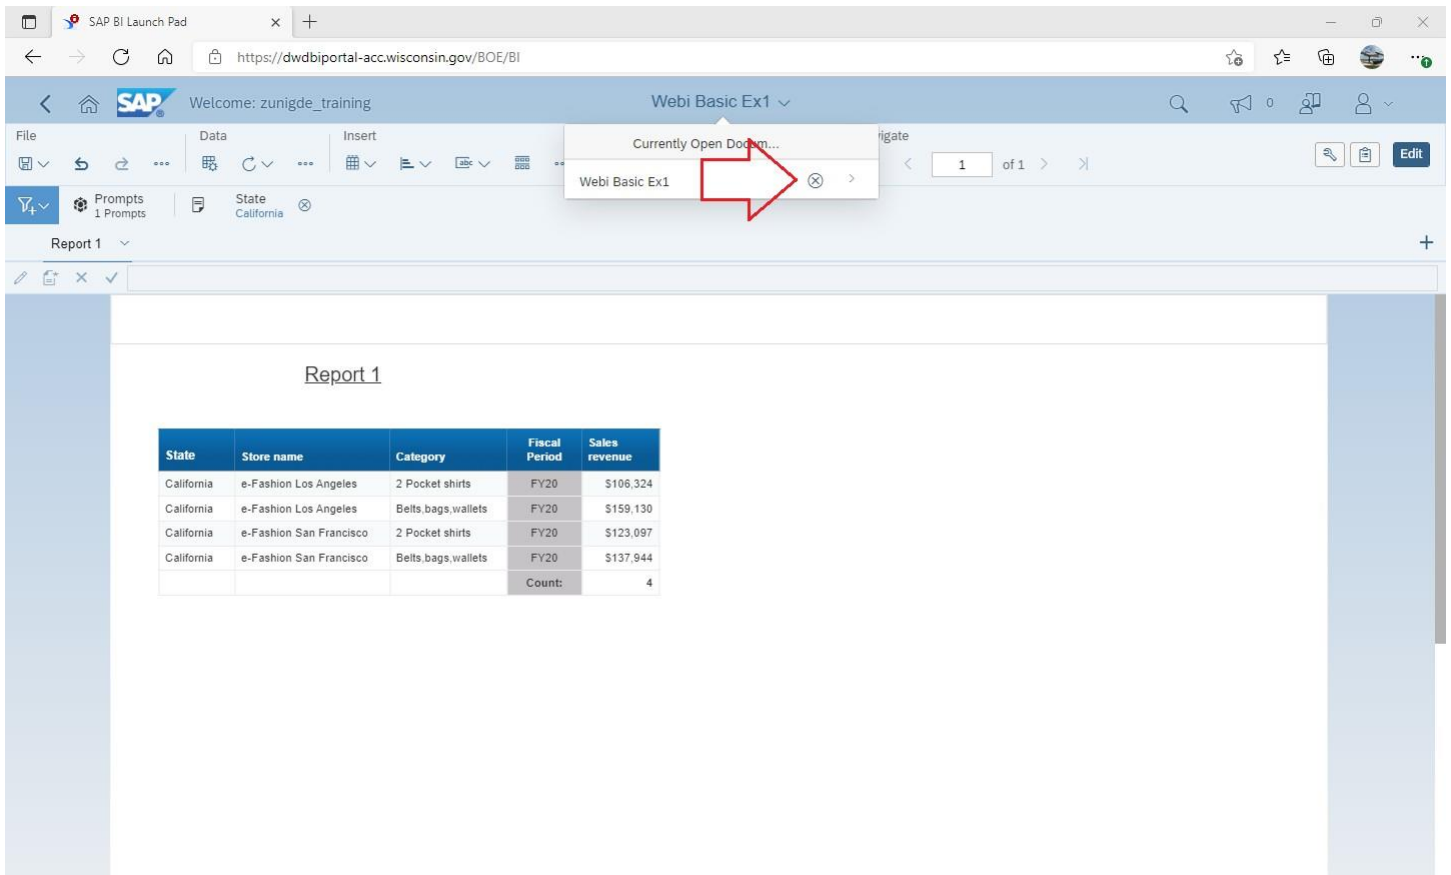 SAP BI Launch Pad
https://dwdbiportal-acc.wisconsin.gov/BOE/BI
SAP Welcome: zunigde_training Webi Basic Ex1 0
File Data Insert vigate
Currently Open Docum...
abc 1 of 1 Edit
Webi Basic Ex1
Prompts State
1 Prompts California
Report 1
Report 1
State Store name Category Fiscal Period Sales revenue
California e-Fashion Los Angeles 2 Pocket shirts FY20 $106,324
California e-Fashion Los Angeles Belts,bags,wallets FY20 $159,130
California e-Fashion San Francisco 2 Pocket shirts FY20 $123,097
California e-Fashion San Francisco Belts,bags,wallets FY20 $137,944
Count: 4